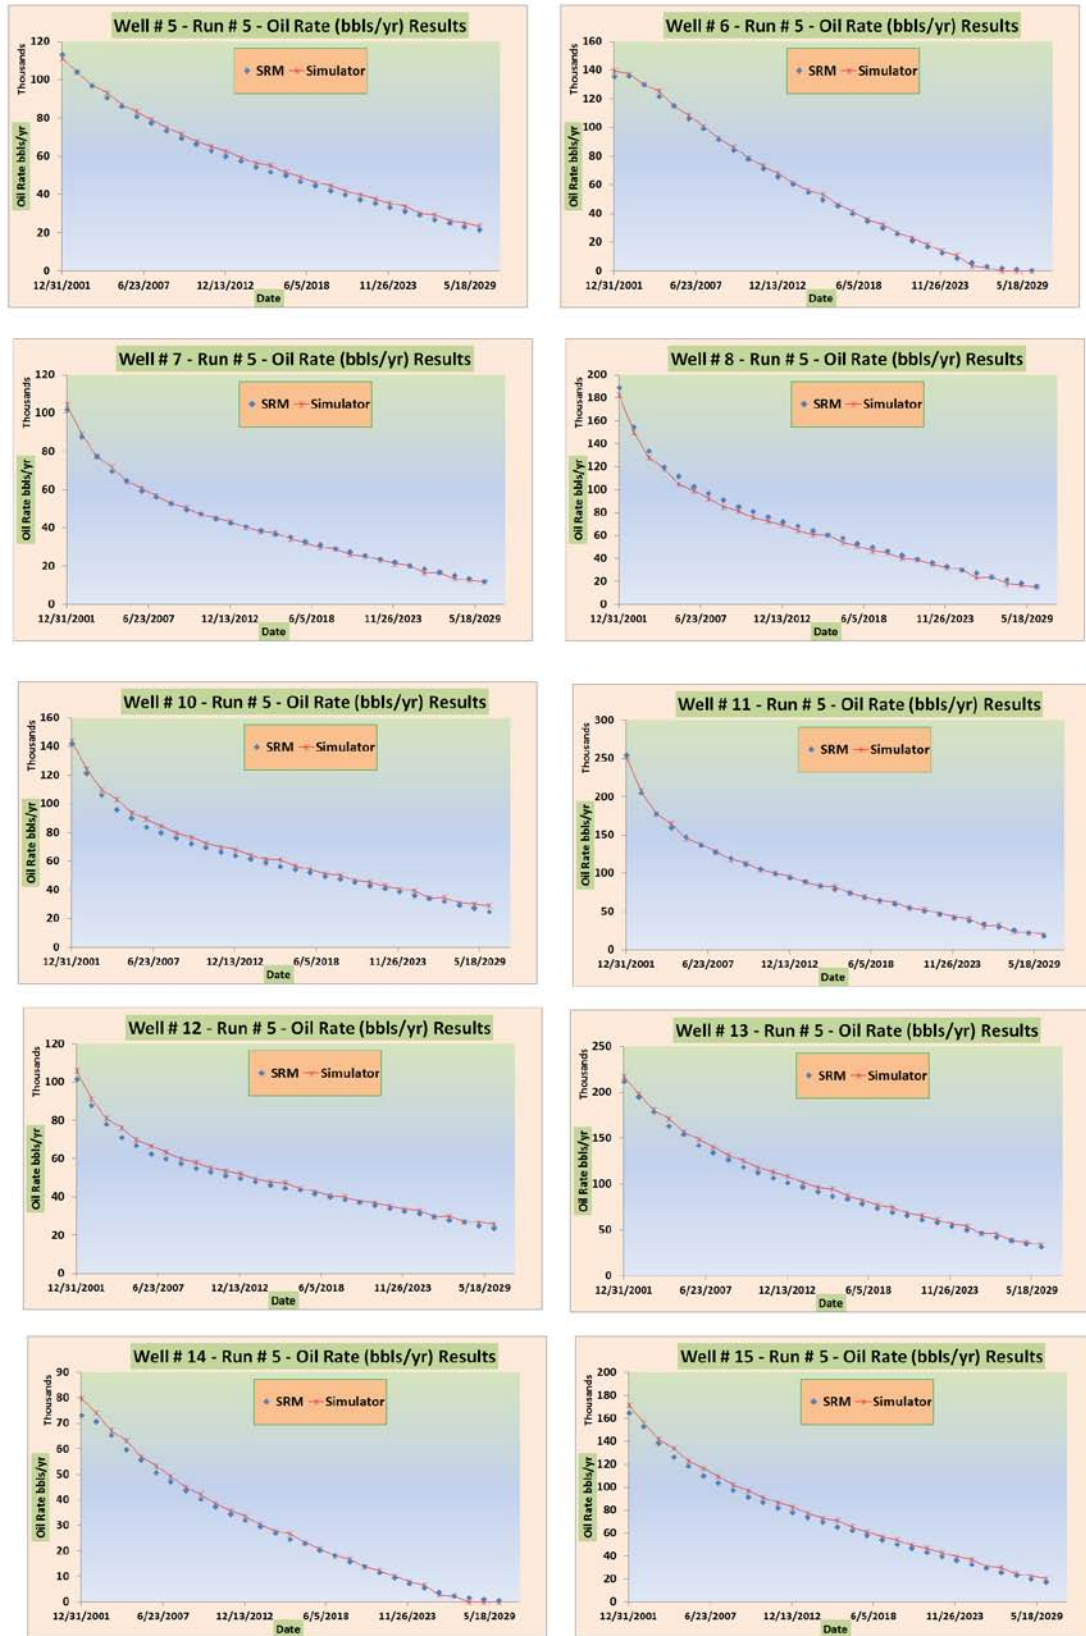 Well # 5 - Run # 5 - Oil Rate (bbls/yr) Results
Thousands
Oil Rate bbls/yr
120
100
80
60
40
20
0
SRM Simulator
12/31/2001 6/23/2007 12/13/2012 6/5/2018 11/26/2023 5/18/2029
Date
Well # 6 - Run # 5 - Oil Rate (bbls/yr) Results
Thousands
Oil Rate bbls/yr
160
140
120
100
80
60
40
20
0
SRM Simulator
12/31/2001 6/23/2007 12/13/2012 6/5/2018 11/26/2023 5/18/2029
Date
Well # 7 - Run # 5 - Oil Rate (bbls/yr) Results
Thousands
Oil Rate bbls/yr
120
100
80
60
40
20
0
SRM Simulator
12/31/2001 6/23/2007 12/13/2012 6/5/2018 11/26/2023 5/18/2029
Date
Well # 8 - Run # 5 - Oil Rate (bbls/yr) Results
Thousands
Oil Rate bbls/yr
200
180
160
140
120
100
80
60
40
20
0
SRM Simulator
12/31/2001 6/23/2007 12/13/2012 6/5/2018 11/26/2023 5/18/2029
Date
Well # 10 - Run # 5 - Oil Rate (bbls/yr) Results
Thousands
Oil Rate bbls/yr
160
140
120
100
80
60
40
20
0
SRM Simulator
12/31/2001 6/23/2007 12/13/2012 6/5/2018 11/26/2023 5/18/2029
Date
Well # 11 - Run # 5 - Oil Rate (bbls/yr) Results
Thousands
Oil Rate bbls/yr
300
250
200
150
100
50
0
SRM Simulator
12/31/2001 6/23/2007 12/13/2012 6/5/2018 11/26/2023 5/18/2029
Date
Well # 12 - Run # 5 - Oil Rate (bbls/yr) Results
Thousands
Oil Rate bbls/yr
120
100
80
60
40
20
0
SRM Simulator
12/31/2001 6/23/2007 12/13/2012 6/5/2018 11/26/2023 5/18/2029
Date
Well # 13 - Run # 5 - Oil Rate (bbls/yr) Results
Thousands
Oil Rate bbls/yr
250
200
150
100
50
0
SRM Simulator
12/31/2001 6/23/2007 12/13/2012 6/5/2018 11/26/2023 5/18/2029
Date
Well # 14 - Run # 5 - Oil Rate (bbls/yr) Results
Thousands
Oil Rate bbls/yr
90
80
70
60
50
40
30
20
10
0
SRM Simulator
12/31/2001 6/23/2007 12/13/2012 6/5/2018 11/26/2023 5/18/2029
Date
Well # 15 - Run # 5 - Oil Rate (bbls/yr) Results
Thousands
Oil Rate bbls/yr
200
180
160
140
120
100
80
60
40
20
0
SRM Simulator
12/31/2001 6/23/2007 12/13/2012 6/5/2018 11/26/2023 5/18/2029
Date